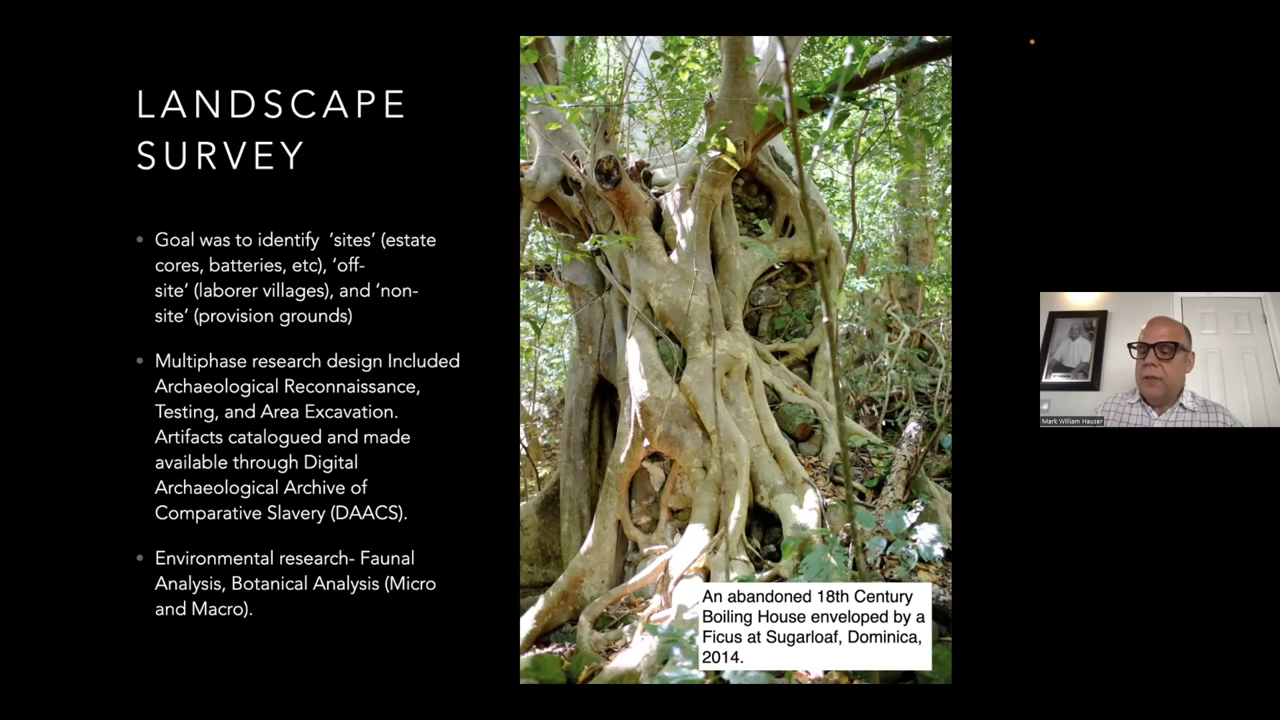 LANDSCAPE
SURVEY
Goal was to identify 'sites' (estate
cores, batteries, etc), 'off-
site' (laborer villages), and 'non-
site' (provision grounds)
Multiphase research design Included
Archaeological Reconnaissance,
Testing, and Area Excavation.
Artifacts catalogued and made
available through Digital
Archaeological Archive of
Comparative Slavery (DAACS).
Environmental research- Faunal
Analysis, Botanical Analysis (Micro
and Macro).
An abandoned 18th Century
Boiling House enveloped by a
Ficus at Sugarloaf, Dominica,
2014.
Mark William Hauser